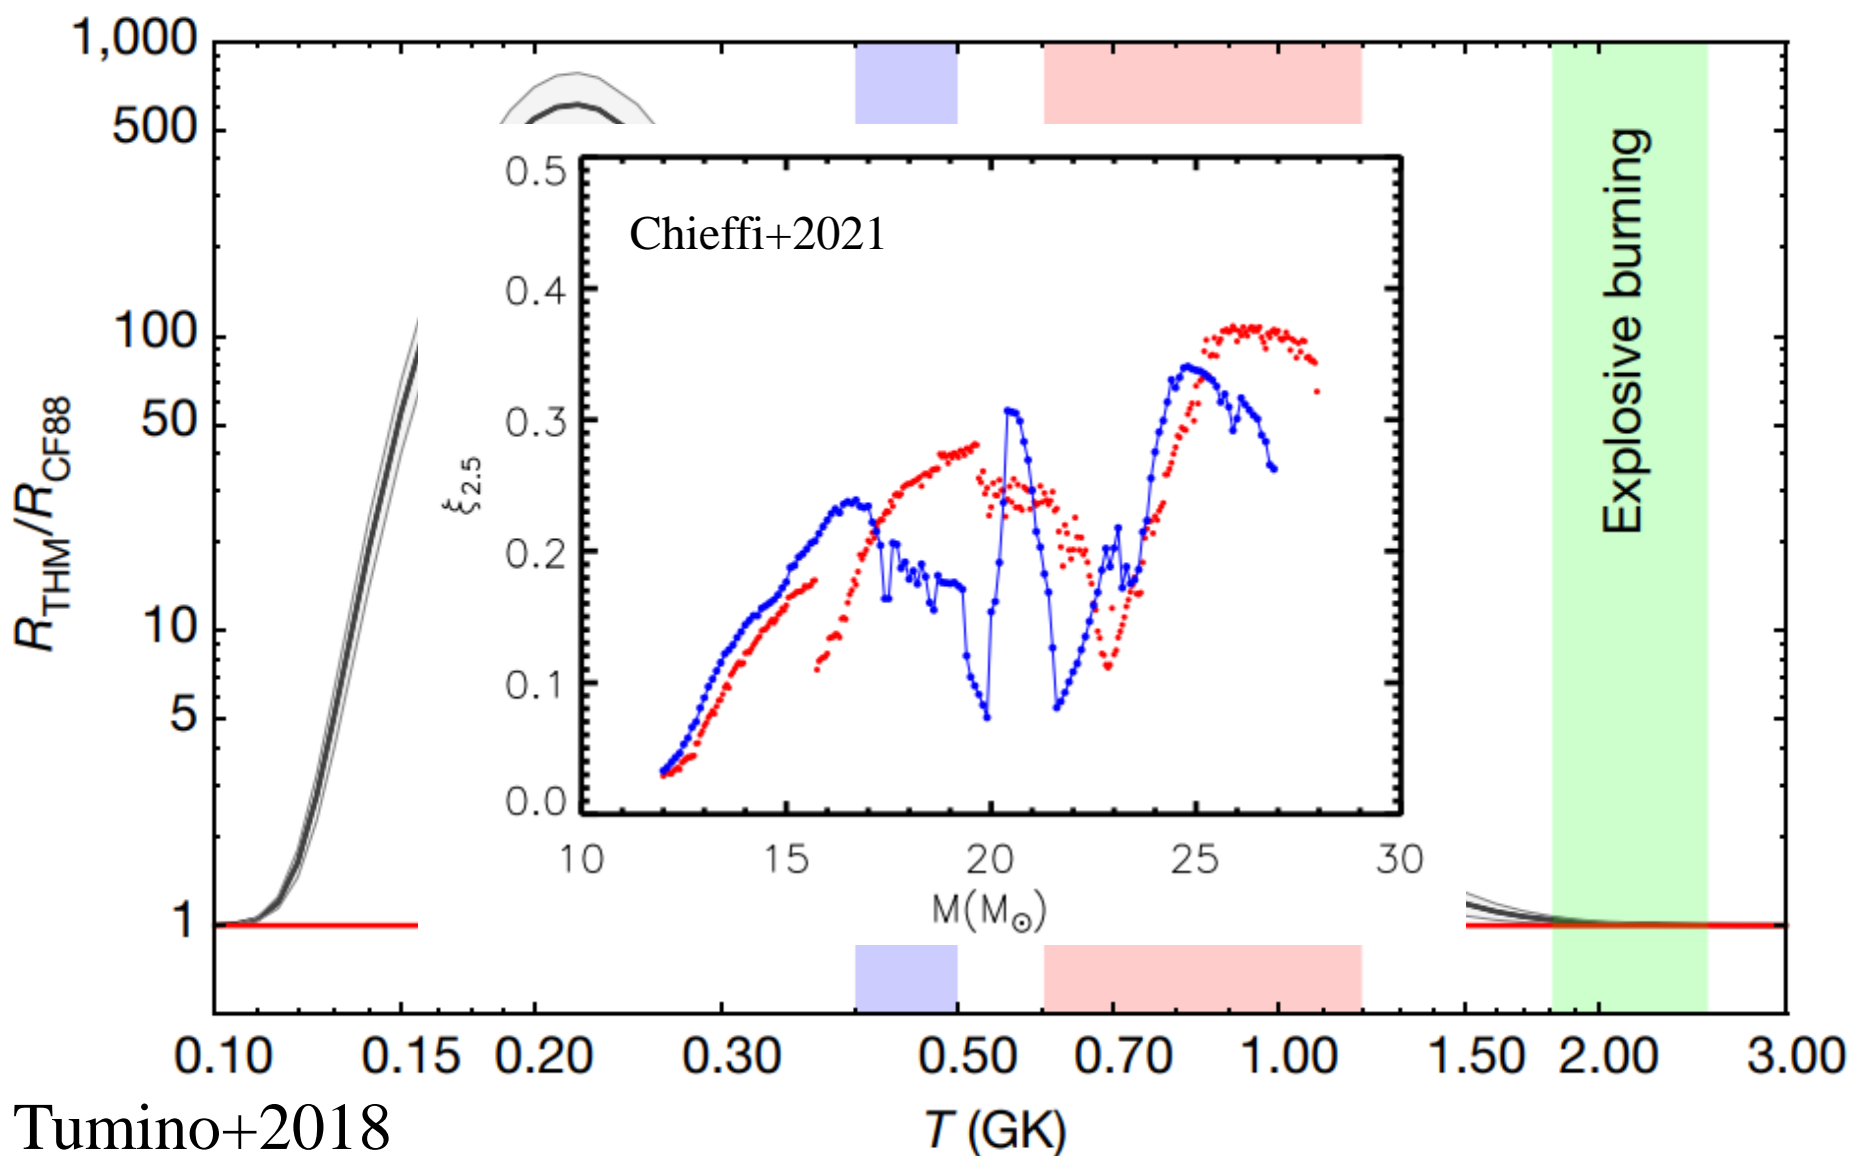 1,000
500
100
50
10
5
1
R_THM/R_CF88
Explosive burning
0.5
0.4
0.3
0.2
0.1
0.0
ξ_2.5
Chieffi+2021
10 15 20 25 30
M(M_⊙)
0.10 0.15 0.20 0.30 0.50 0.70 1.00 1.50 2.00 3.00
T (GK)
Tumino+2018